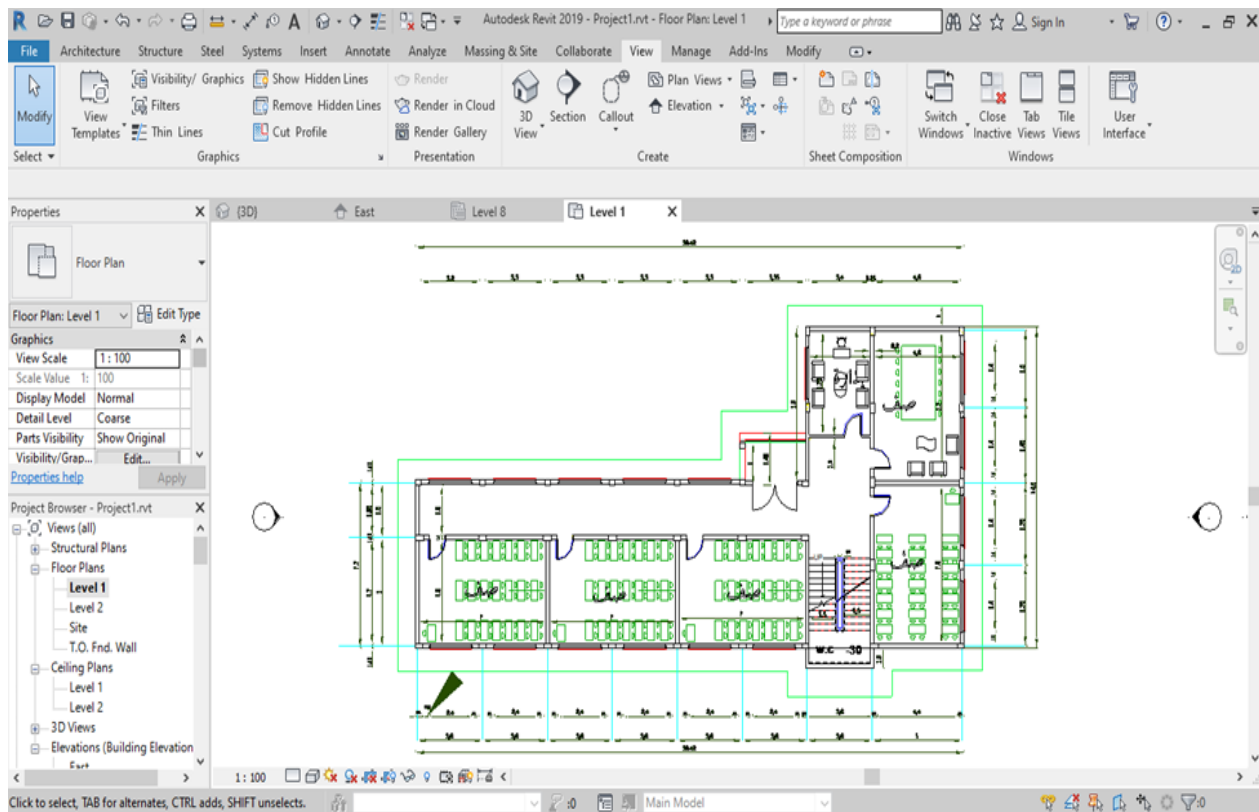 Autodesk Revit 2019 - Project1.rvt - Floor Plan: Level 1
Type a keyword or phrase
Sign In
File Architecture Structure Steel Systems Insert Annotate Analyze Massing & Site Collaborate View Manage Add-Ins Modify
Modify
View Templates
Visibility/ Graphics
Filters
Thin Lines
Show Hidden Lines
Remove Hidden Lines
Cut Profile
Render
Render in Cloud
Render Gallery
3D View
Section
Callout
Plan Views
Elevation
Switch Windows
Close Inactive
Tab Views
Tile Views
User Interface
Select
Graphics
Presentation
Create
Sheet Composition
Windows
Properties
{3D}
East
Level 8
Level 1
Floor Plan
Floor Plan: Level 1
Edit Type
Graphics
View Scale 1 : 100
Scale Value 1: 100
Display Model Normal
Detail Level Coarse
Parts Visibility Show Original
Visibility/Grap... Edit...
Properties help
Apply
Project Browser - Project1.rvt
Views (all)
Structural Plans
Floor Plans
Level 1
Level 2
Site
T.O. Fnd. Wall
Ceiling Plans
Level 1
Level 2
3D Views
Elevations (Building Elevation
East
W.C -30
1 : 100
Click to select, TAB for alternates, CTRL adds, SHIFT unselects.
:0
Main Model
:0